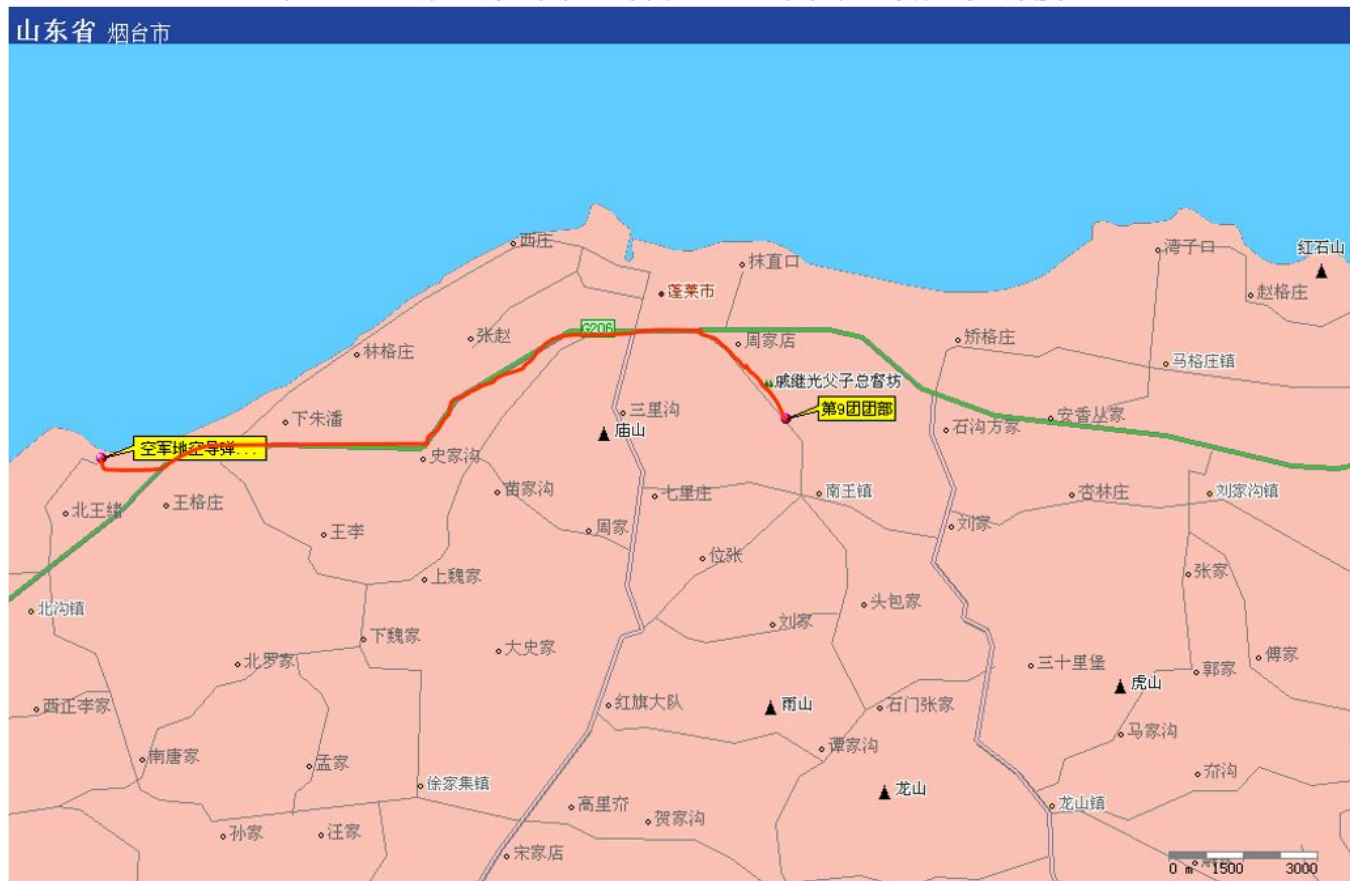 山东省 烟台市
西庄
湾子口
红石山
抹直口
蓬莱市
赵格庄
G206
张赵
周家店
矫格庄
林格庄
马格庄镇
戚继光父子总督坊
第9团团部
下朱潘
三里沟
安香丛家
庙山
石沟方家
空军地空导弹...
史家沟
苗家沟
七里庄
南王镇
杏林庄
刘家沟镇
北王绪
王格庄
王李
周家
刘家
位张
上魏家
张家
北沟镇
头包家
下魏家
大史家
刘家
北罗家
三十里堡
郭家
傅家
虎山
西正李家
红旗大队
雨山
石门张家
马家沟
南唐家
孟家
谭家沟
夼沟
徐家集镇
龙山
高里夼
龙山镇
贺家沟
孙家
汪家
宋家店
0 m 1500 3000